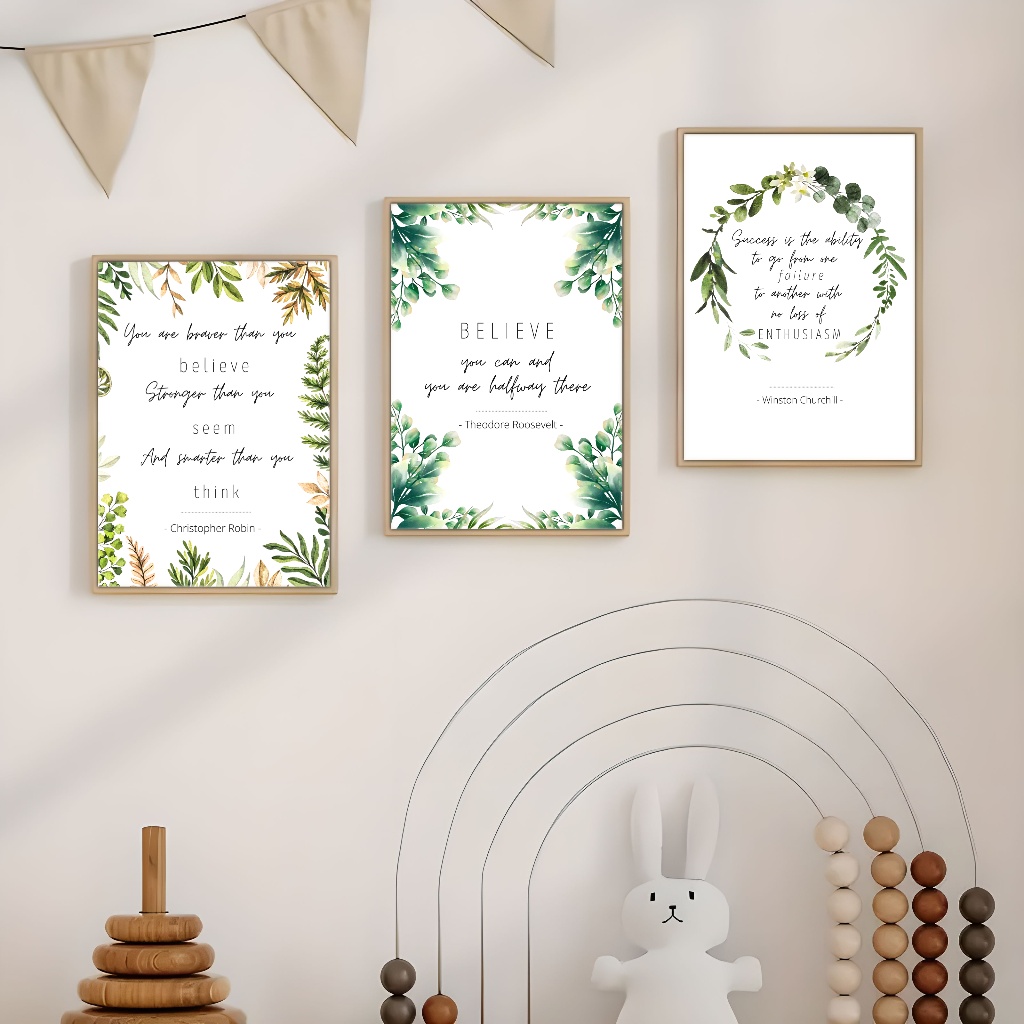 You are braver than you
believe
Stronger than you
seem
And smarter than you
think
- Christopher Robin -
BELIEVE
you can and
you are halfway there
- Theodore Roosevelt -
Success is the ability
to go from one
failure
to another with
no loss of
ENTHUSIASM
- Winston Church ll -